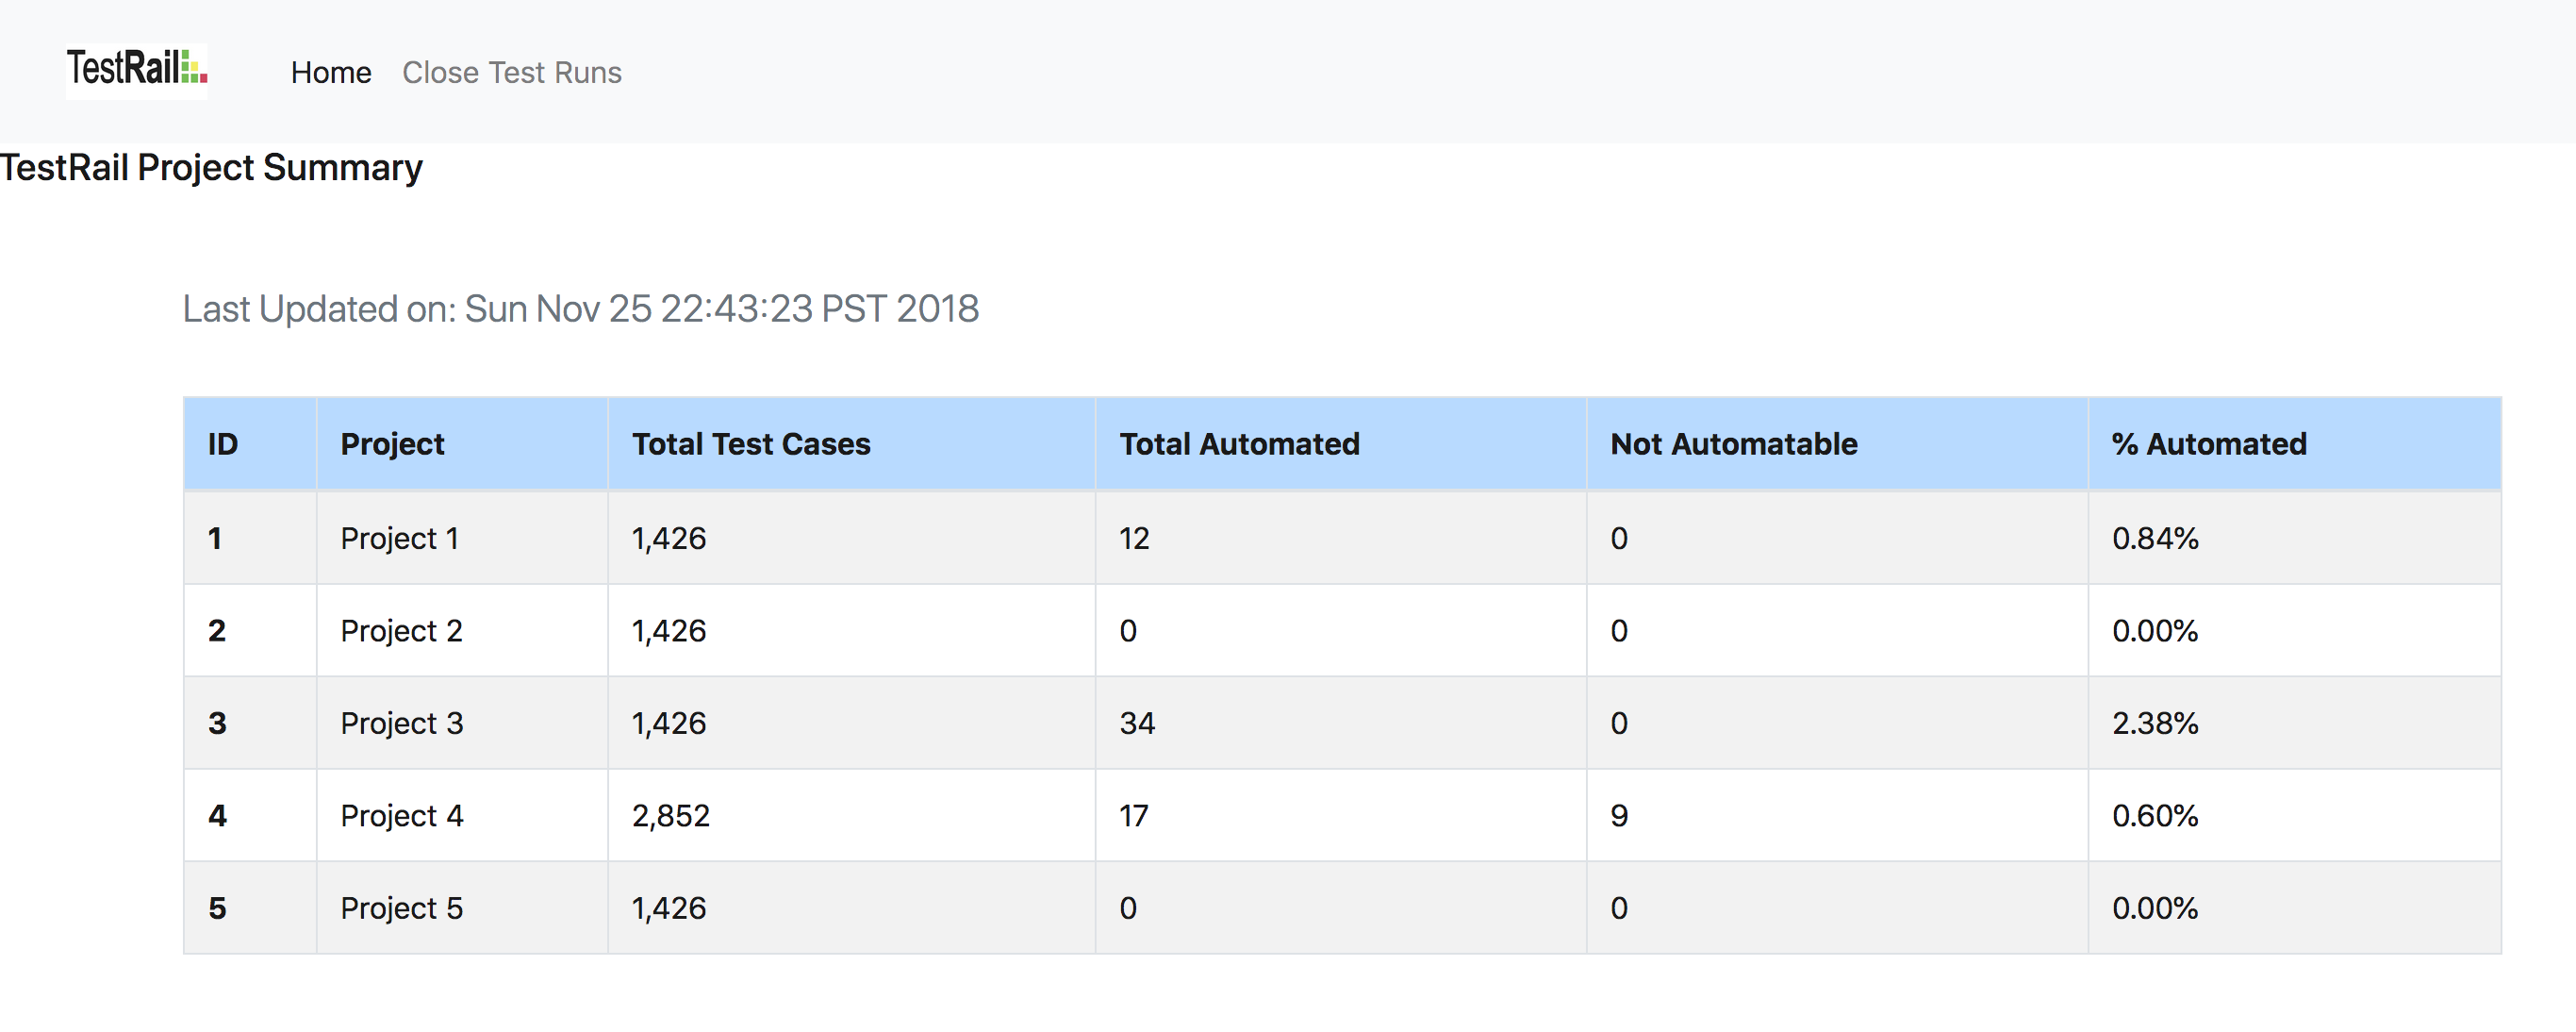 TestRail Home Close Test Runs
TestRail Project Summary
Last Updated on: Sun Nov 25 22:43:23 PST 2018
ID Project Total Test Cases Total Automated Not Automatable % Automated
1 Project 1 1,426 12 0 0.84%
2 Project 2 1,426 0 0 0.00%
3 Project 3 1,426 34 0 2.38%
4 Project 4 2,852 17 9 0.60%
5 Project 5 1,426 0 0 0.00%